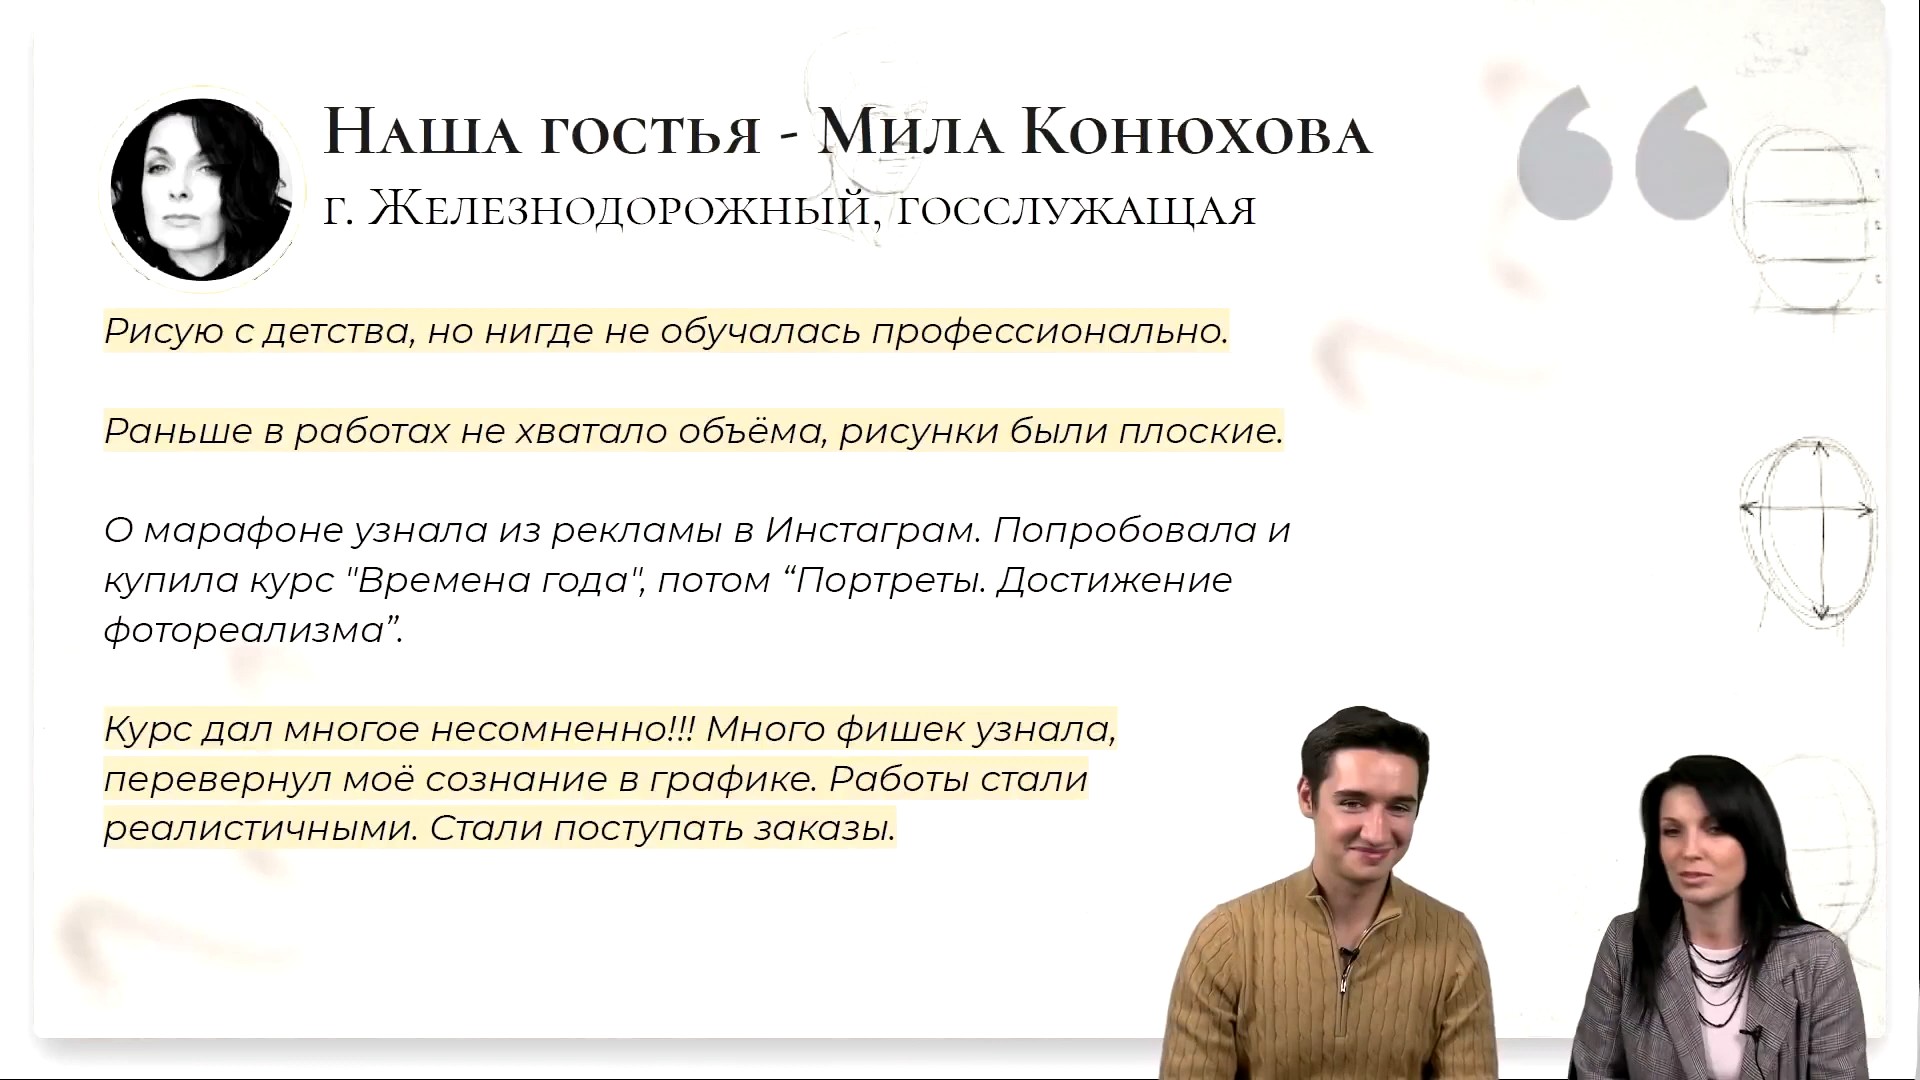 Наша гостья - Мила Конюхова
г. Железнодорожный, госслужащая
Рисую с детства, но нигде не обучалась профессионально.
Раньше в работах не хватало объёма, рисунки были плоские.
О марафоне узнала из рекламы в Инстаграм. Попробовала и
купила курс "Времена года", потом “Портреты. Достижение
фотореализма”.
Курс дал многое несомненно!!! Много фишек узнала,
перевернул моё сознание в графике. Работы стали
реалистичными. Стали поступать заказы.